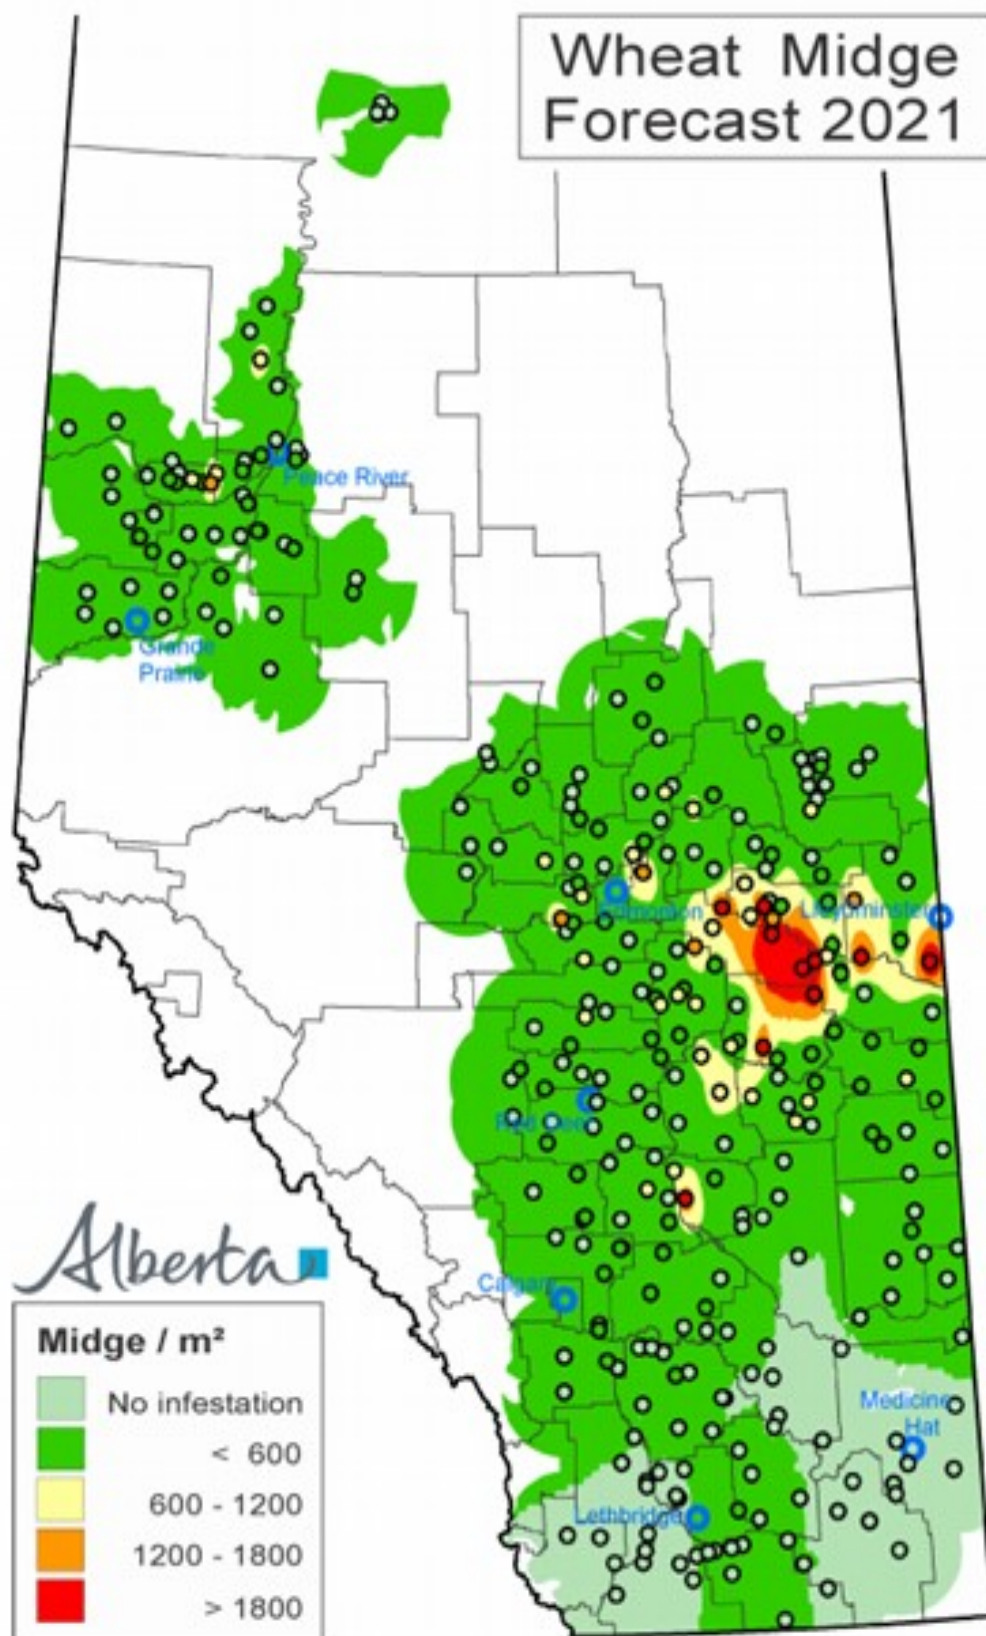 Wheat Midge
Forecast 2021
Peace River
Grande
Prairie
Edmonton
Lloydminster
Red Deer
Calgary
Medicine
Hat
Lethbridge
Alberta
Midge / m²
No infestation
< 600
600 - 1200
1200 - 1800
> 1800